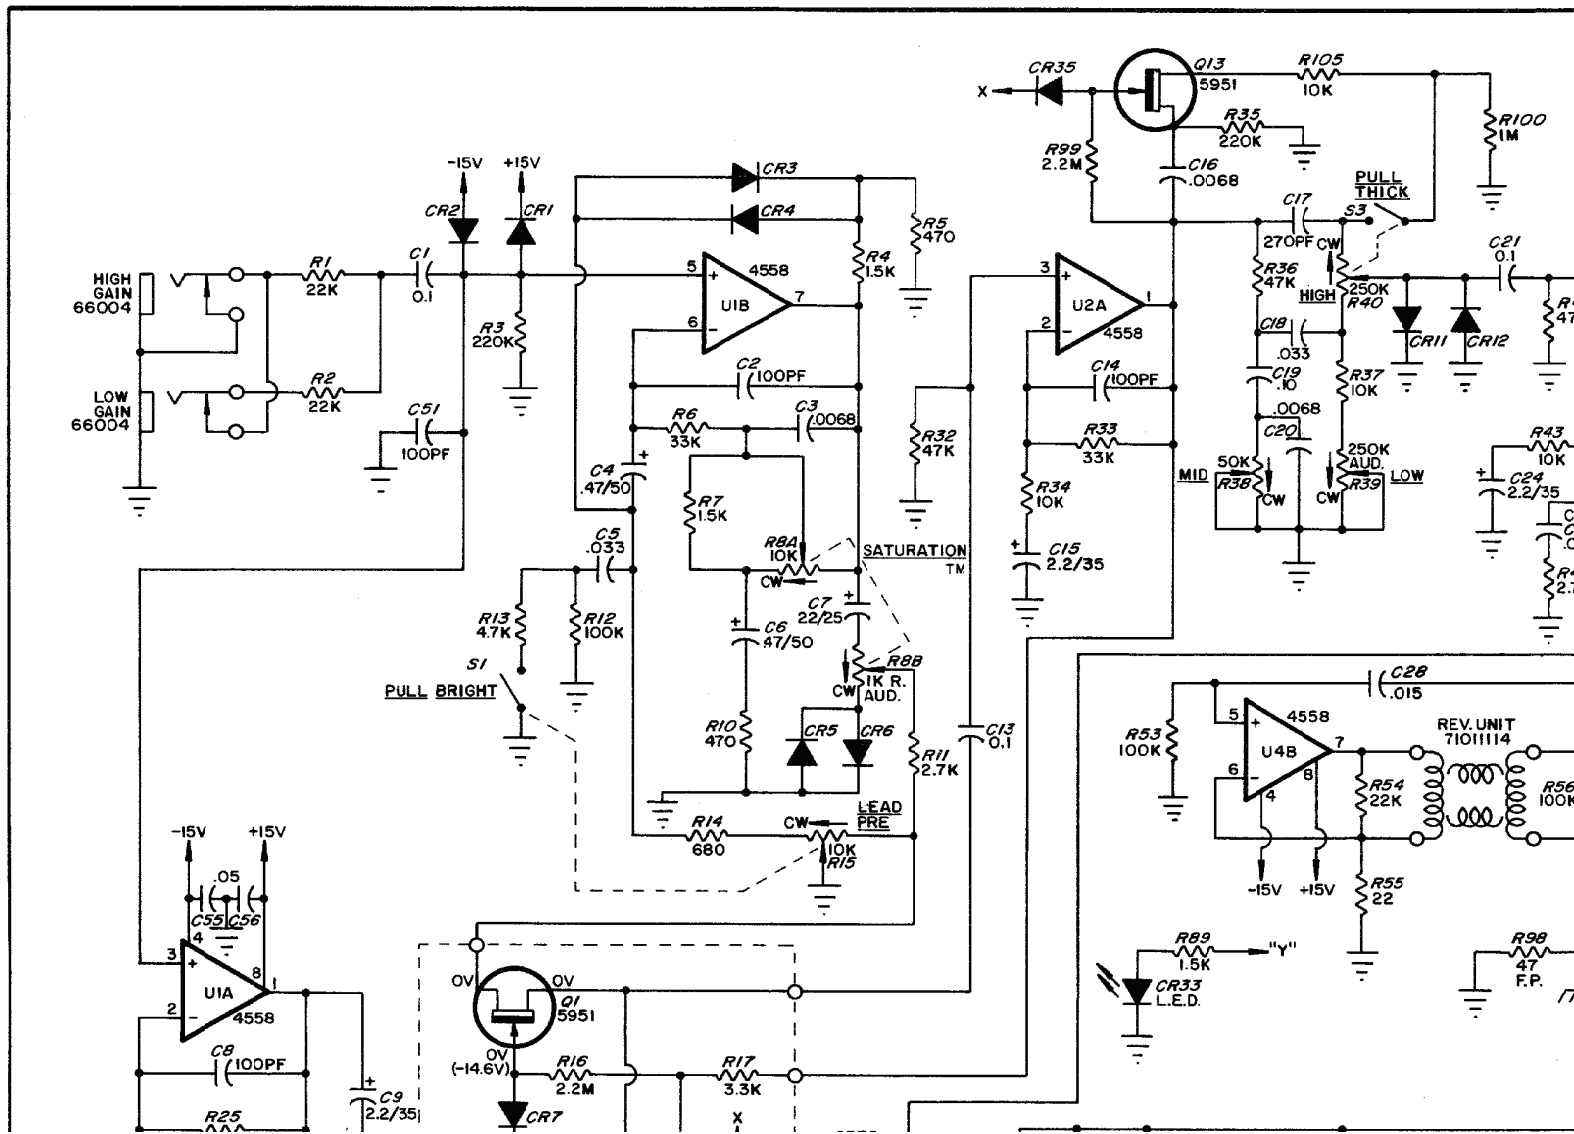 CR35
X
Q13
5951
R105
10K
R35
220K
R100
1M
R99
2.2M
C16
.0068
PULL
THICK
-15V
+15V
CR3
CR2
CR1
CR4
R5
470
C17
S3
270PF
CW
R4
1.5K
C1
0.1
HIGH
GAIN
66004
R1
22K
5
+
4558
U1B
7
6
-
3
+
U2A
1
2
-
4558
R36
47K
HIGH
250K
R40
C21
0.1
R3
220K
C18
.033
CR11
CR12
LOW
GAIN
66004
R2
22K
C2
100PF
C14
100PF
C19
.10
R37
10K
C51
100PF
R6
33K
C3
.0068
R32
47K
R33
33K
.0068
C20
R43
10K
C4
.47/50
MID
50K
R38
CW
250K
AUD.
R39
CW
LOW
C24
2.2/35
R7
1.5K
R34
10K
C5
.033
R8A
10K
CW
SATURATION
TM
C15
2.2/35
R13
4.7K
R12
100K
C6
.47/50
C7
22/25
S1
PULL BRIGHT
R8B
1K R.
AUD.
CW
C28
.015
R10
470
CR5
CR6
R11
2.7K
C13
0.1
R53
100K
5
+
4558
U4B
7
6
-
8
4
REV. UNIT
71011114
R54
22K
R56
100K
R14
680
CW
LEAD
PRE
10K
R15
-15V
+15V
-15V
+15V
R55
22
.05
C55
C56
4
3
+
8
1
U1A
2
-
4558
OV
OV
Q1
5951
OV
(-14.6V)
R89
1.5K
"Y"
CR33
L.E.D.
R98
47
F.P.
C8
100PF
C9
2.2/35
R16
2.2M
R17
3.3K
R25
CR7
X